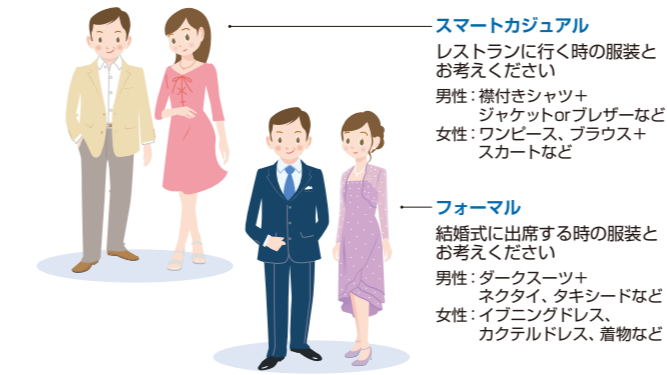 スマートカジュアル
レストランに行く時の服装と
お考えください
男性：襟付きシャツ＋
ジャケットorブレザーなど
女性：ワンピース、ブラウス＋
スカートなど
フォーマル
結婚式に出席する時の服装と
お考えください
男性：ダークスーツ＋
ネクタイ、タキシードなど
女性：イブニングドレス、
カクテルドレス、着物など